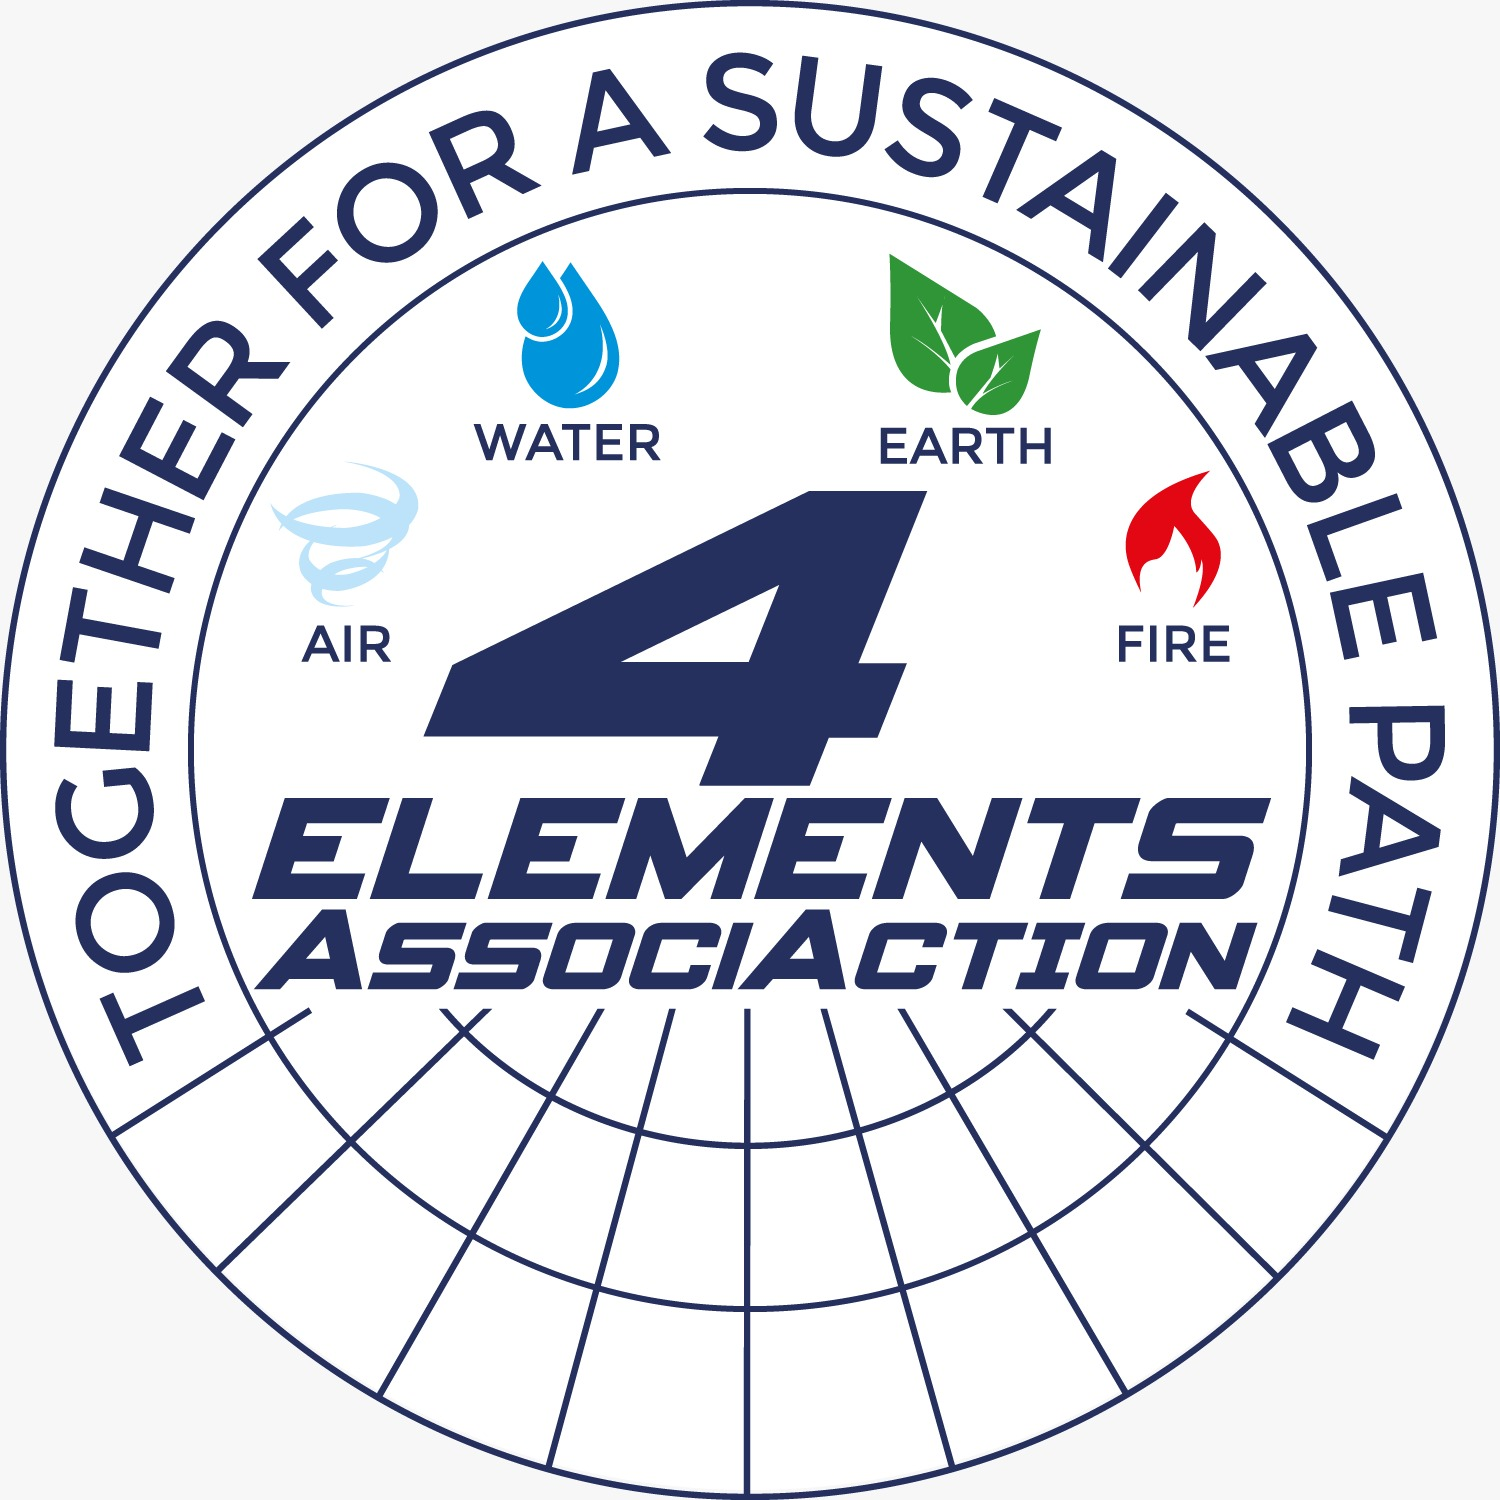 TOGETHER FOR A SUSTAINABLE PATH
WATER
EARTH
AIR
FIRE
4
ELEMENTS
ASSOCIACTION